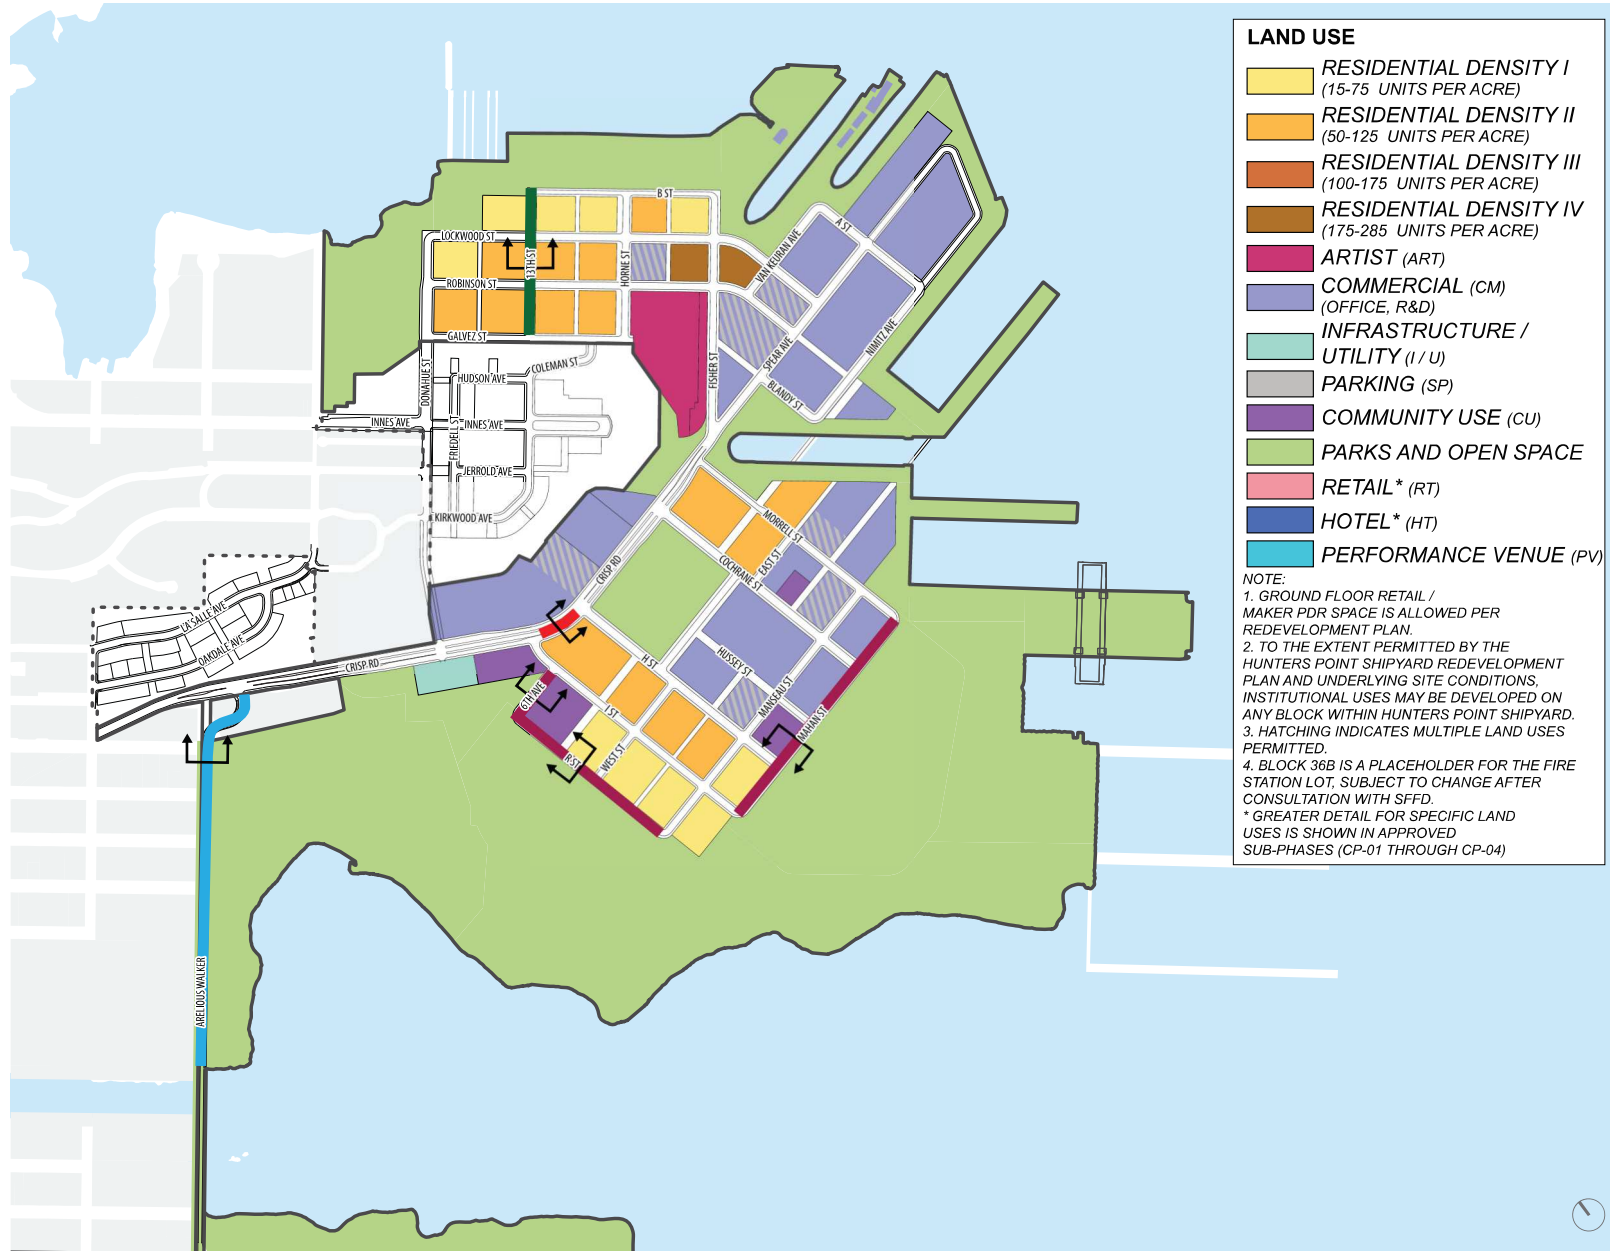 LAND USE
RESIDENTIAL DENSITY I
(15-75 UNITS PER ACRE)
RESIDENTIAL DENSITY II
(50-125 UNITS PER ACRE)
RESIDENTIAL DENSITY III
(100-175 UNITS PER ACRE)
RESIDENTIAL DENSITY IV
(175-285 UNITS PER ACRE)
ARTIST (ART)
COMMERCIAL (CM)
(OFFICE, R&D)
INFRASTRUCTURE /
UTILITY (I / U)
PARKING (SP)
COMMUNITY USE (CU)
PARKS AND OPEN SPACE
RETAIL* (RT)
HOTEL* (HT)
PERFORMANCE VENUE (PV)
NOTE:
1. GROUND FLOOR RETAIL /
MAKER PDR SPACE IS ALLOWED PER
REDEVELOPMENT PLAN.
2. TO THE EXTENT PERMITTED BY THE
HUNTERS POINT SHIPYARD REDEVELOPMENT
PLAN AND UNDERLYING SITE CONDITIONS,
INSTITUTIONAL USES MAY BE DEVELOPED ON
ANY BLOCK WITHIN HUNTERS POINT SHIPYARD.
3. HATCHING INDICATES MULTIPLE LAND USES
PERMITTED.
4. BLOCK 36B IS A PLACEHOLDER FOR THE FIRE
STATION LOT, SUBJECT TO CHANGE AFTER
CONSULTATION WITH SFFD.
* GREATER DETAIL FOR SPECIFIC LAND
USES IS SHOWN IN APPROVED
SUB-PHASES (CP-01 THROUGH CP-04)
B ST
LOCKWOOD ST
A ST
VAN KEURAN AVE
13TH ST
HORNE ST
ROBINSON ST
GALVEZ ST
SPEAR AVE
NIMITZ AVE
FISHER ST
BLANDY ST
DONAHUE ST
HUDSON AVE
COLEMAN ST
INNES AVE
INNES AVE
FRIEDELL ST
JERROLD AVE
KIRKWOOD AVE
MORRELL ST
EAST ST
COCHRANE ST
CRISP RD
LA SALLE AVE
OAKDALE AVE
CRISP RD
H ST
HUSSEY ST
MANSEAU ST
MAHAN ST
6TH AVE
I ST
WEST ST
R ST
ARELIOUS WALKER